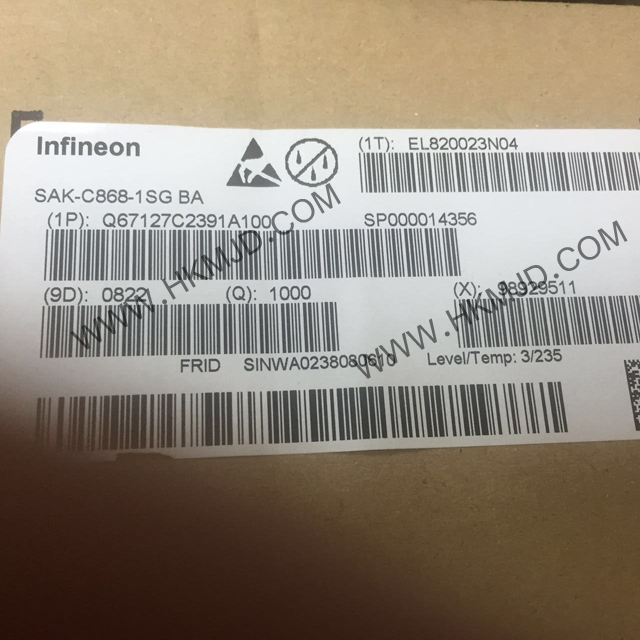 Infineon
(1T): EL820023N04
SAK-C868-1SG BA
(1P): Q67127C2391A100 SP000014356
(9D): 0822 (Q): 1000 (X): 98929511
FRID SINWA0238080610 Level/Temp: 3/235
WWW.HKMJD.COM
WWW.HKMJD.COM